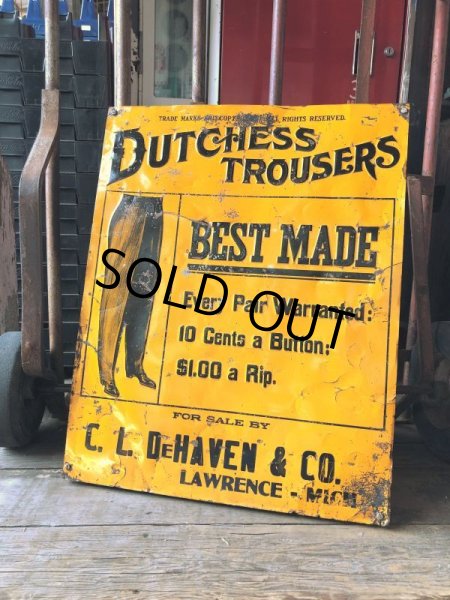 TRADE MARKS AND COPYRIGHT ALL RIGHTS RESERVED.
DUTCHESS
TROUSERS
BEST MADE
SOLD OUT
Every Pair Warranted:
10 Cents a Button;
$1.00 a Rip.
FOR SALE BY
C. L. DEHAVEN & CO.
LAWRENCE - MICH